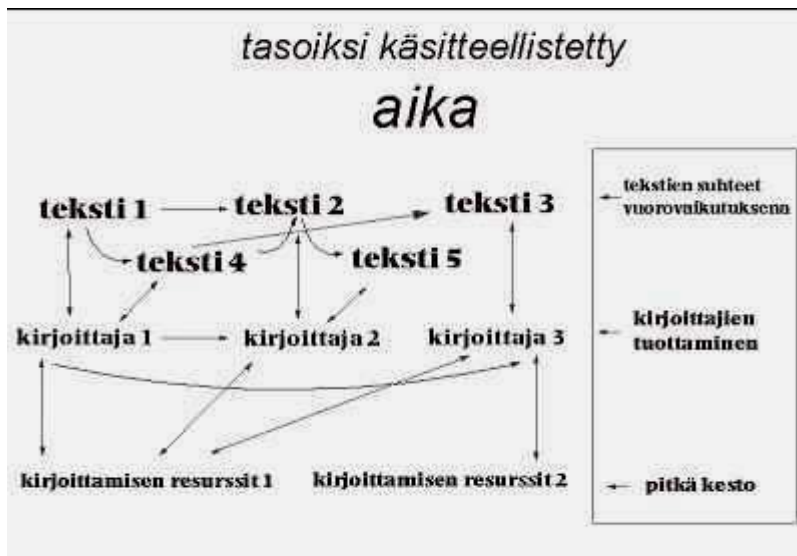 tasoiksi käsitteellistetty
aika
teksti 1
teksti 2
teksti 3
teksti 4
teksti 5
kirjoittaja 1
kirjoittaja 2
kirjoittaja 3
kirjoittamisen resurssit 1
kirjoittamisen resurssit 2
tekstien suhteet
vuorovaikutuksena
kirjoittajien
tuottaminen
pitkä kesto